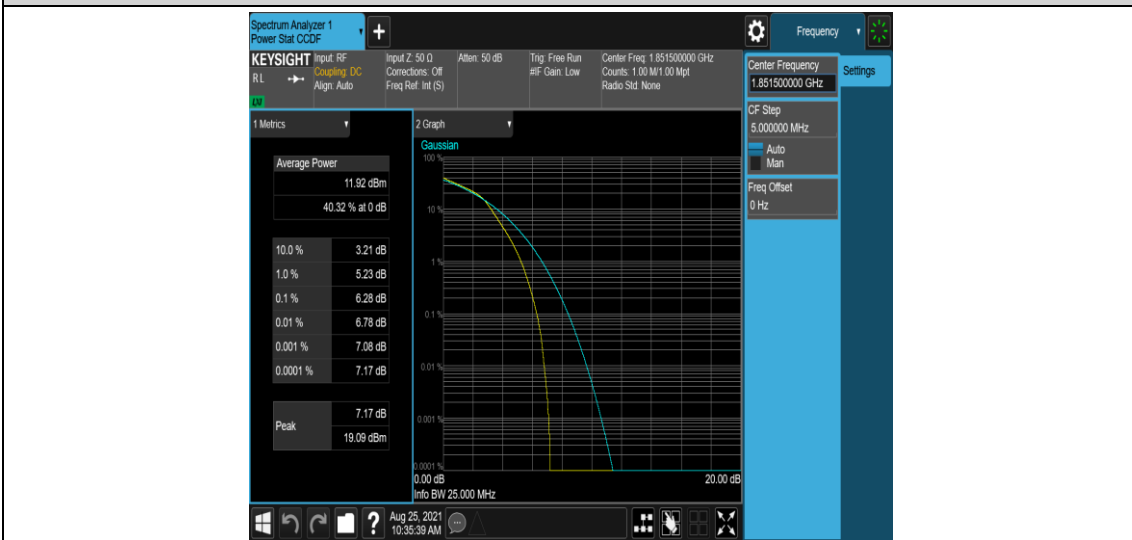 Spectrum Analyzer 1
Power Stat CCDF
Frequency
KEYSIGHT
Input: RF
Coupling: DC
Align: Auto
Input Z: 50 Ω
Corrections: Off
Freq Ref: Int (S)
Atten: 50 dB
Trig: Free Run
#IF Gain: Low
Center Freq: 1.851500000 GHz
Counts: 1.00 M/1.00 Mpt
Radio Std: None
RL
LXI
Center Frequency
1.851500000 GHz
Settings
CF Step
5.000000 MHz
Auto
Man
Freq Offset
0 Hz
1 Metrics
Average Power
11.92 dBm
40.32 % at 0 dB
10.0 % 3.21 dB
1.0 % 5.23 dB
0.1 % 6.28 dB
0.01 % 6.78 dB
0.001 % 7.08 dB
0.0001 % 7.17 dB
Peak
7.17 dB
19.09 dBm
2 Graph
Gaussian
100 %
10 %
1 %
0.1 %
0.01 %
0.001 %
0.0001 %
0.00 dB 20.00 dB
Info BW 25.000 MHz
Aug 25, 2021
10:35:39 AM